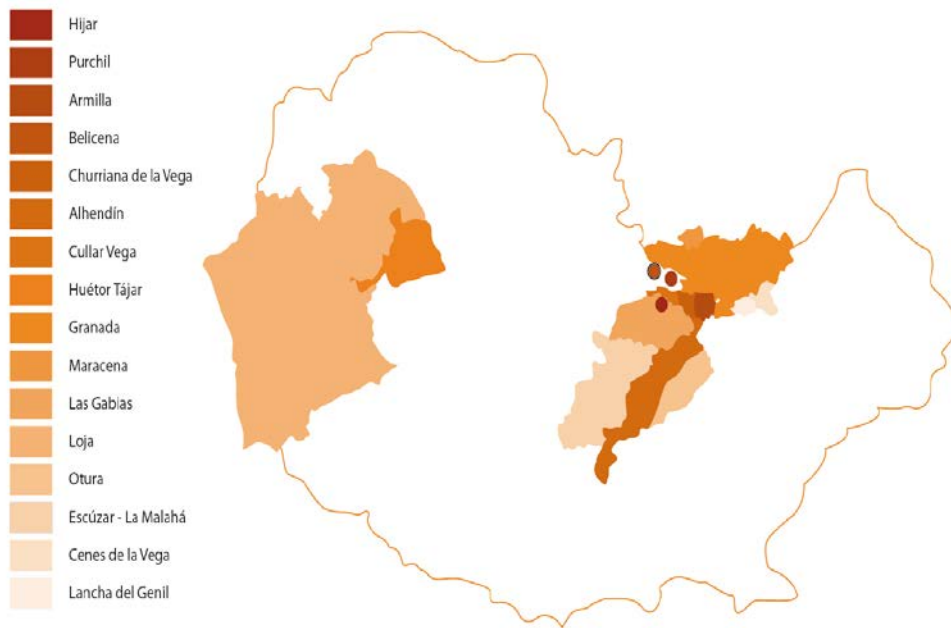 Hijar
Purchil
Armilla
Belicena
Churriana de la Vega
Alhendín
Cullar Vega
Huétor Tájar
Granada
Maracena
Las Gabias
Loja
Otura
Escúzar - La Malahá
Cenes de la Vega
Lancha del Genil